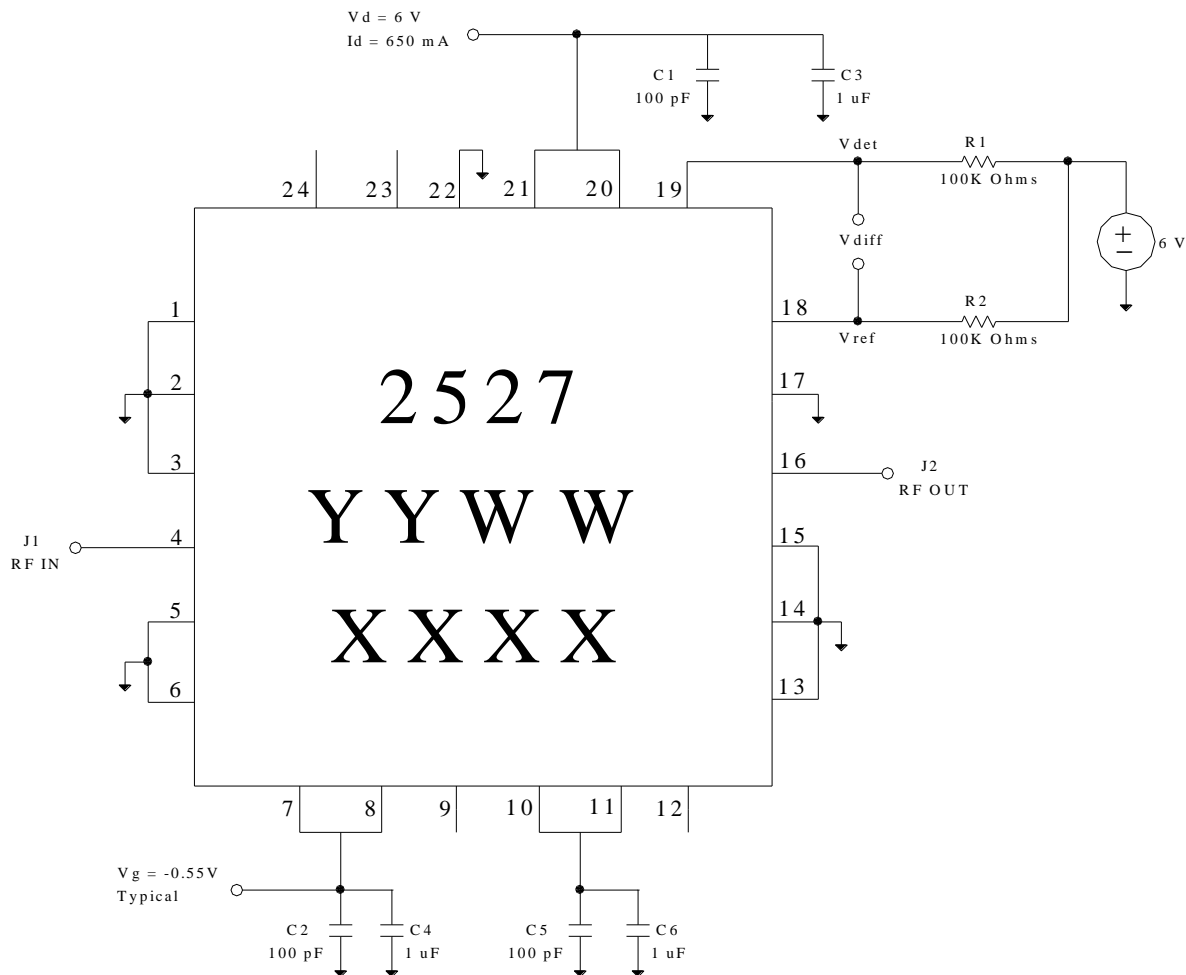 Vd = 6 V
Id = 650 mA
C1
100 pF
C3
1 uF
Vdet
R1
100K Ohms
24
23
22
21
20
19
Vdiff
+
−
6 V
1
18
R2
Vref
100K Ohms
2
2527
17
3
16
J2
RF OUT
YYWW
J1
RF IN
4
15
5
XXXX
14
6
13
7
8
9
10
11
12
Vg = -0.55V
Typical
C2
100 pF
C4
1 uF
C5
100 pF
C6
1 uF